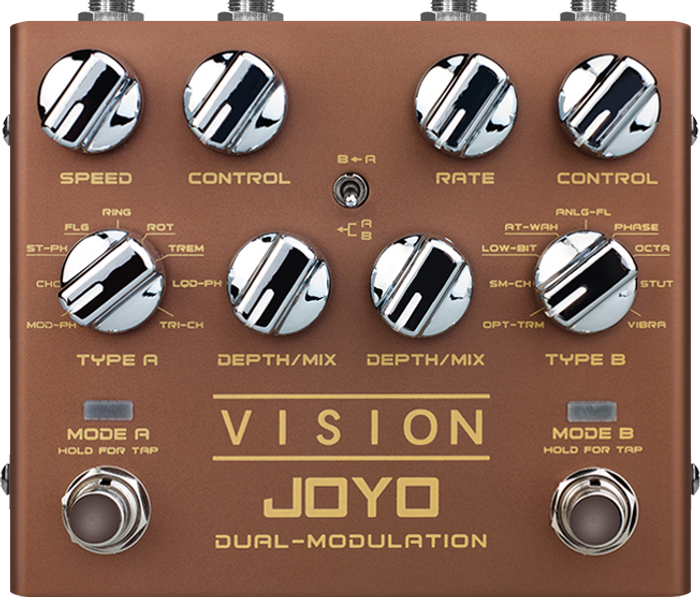 SPEED CONTROL RATE CONTROL
B←A
←[A
B
RING
FLG ROT
ST-PH TREM
CHO LQD-PH
MOD-PH TRI-CH
ANLG-FL
AT-WAH PHASE
LOW-BIT OCTA
SM-CH STUT
OPT-TRM VIBRA
TYPE A DEPTH/MIX DEPTH/MIX TYPE B
MODE A
HOLD FOR TAP
VISION
MODE B
HOLD FOR TAP
JOYO
DUAL-MODULATION